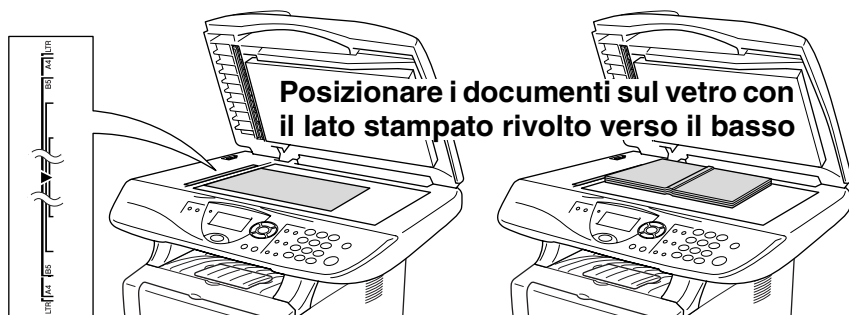 LTR
A4
B5
Posizionare i documenti sul vetro con
il lato stampato rivolto verso il basso
B5
A4
LTR